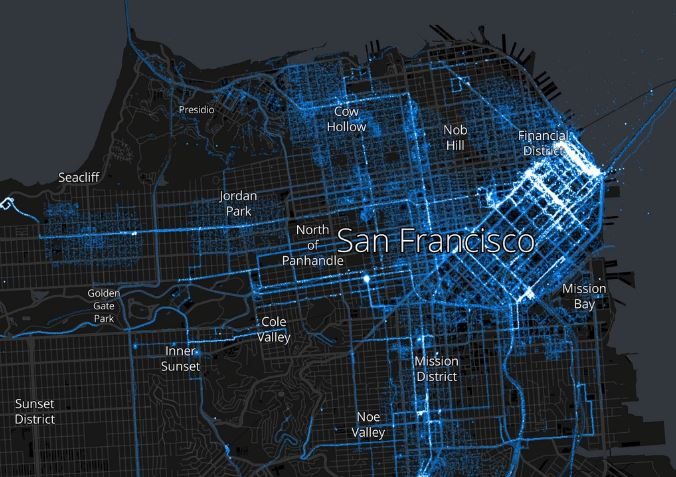 Presidio
Cow
Hollow
Nob
Hill
Financial
District
Seacliff
Jordan
Park
North
of
Panhandle
San Francisco
Golden
Gate
Park
Mission
Bay
Cole
Valley
Inner
Sunset
Mission
District
Sunset
District
Noe
Valley